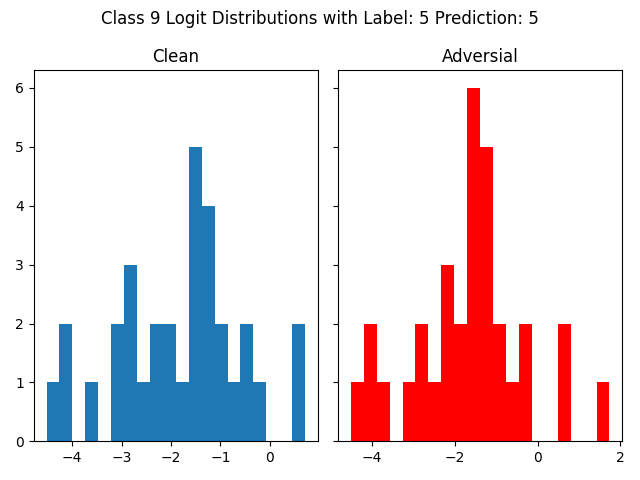 Class 9 Logit Distributions with Label: 5 Prediction: 5
Clean
Adversial
6
5
4
3
2
1
0
−4 −3 −2 −1 0
−4 −2 0 2